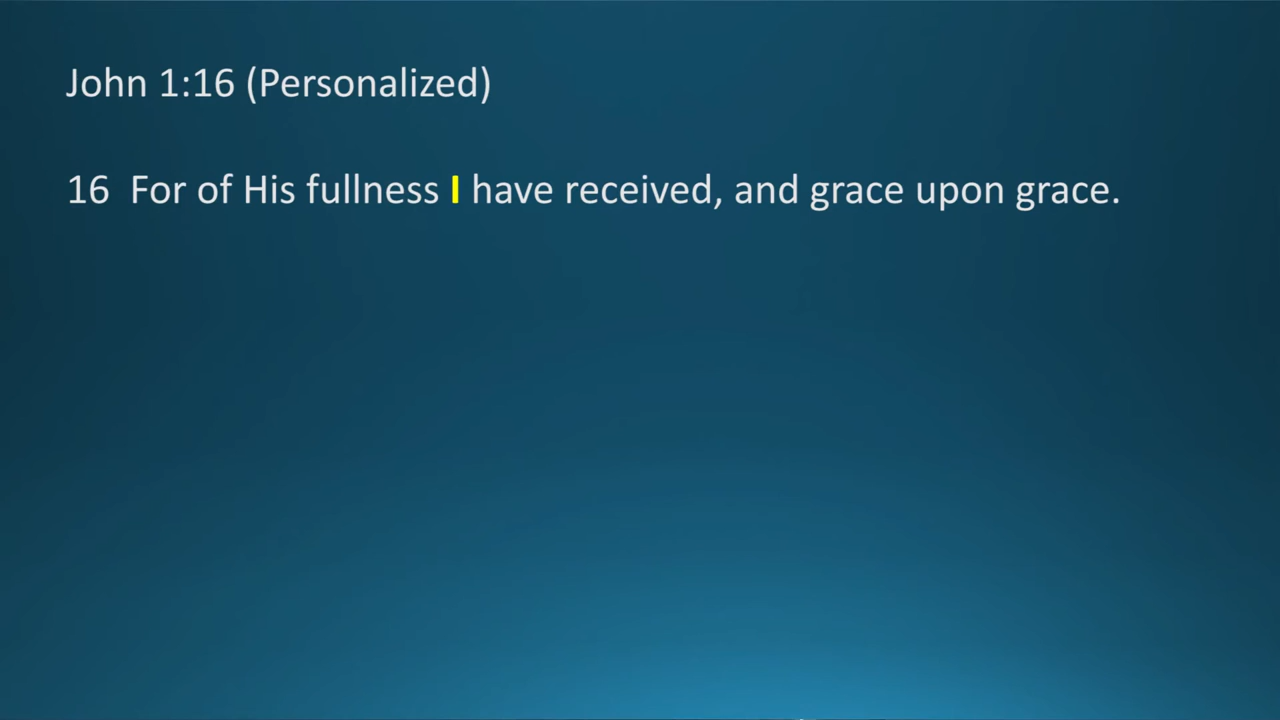 John 1:16 (Personalized)
16 For of His fullness I have received, and grace upon grace.